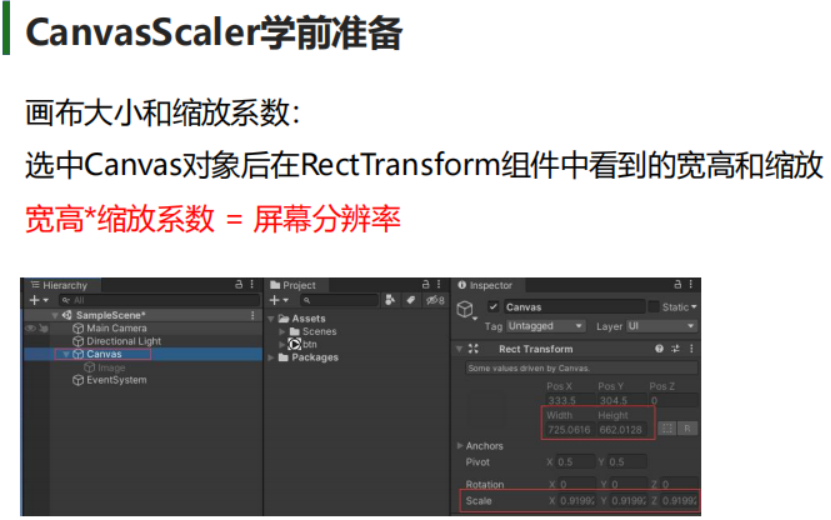 CanvasScaler学前准备
画布大小和缩放系数：
选中Canvas对象后在RectTransform组件中看到的宽高和缩放
宽高*缩放系数 = 屏幕分辨率
Hierarchy
All
SampleScene*
Main Camera
Directional Light
Canvas
Image
EventSystem
Project
8
Assets
Scenes
btn
Packages
Inspector
Canvas Static
Tag Untagged Layer UI
Rect Transform
Some values driven by Canvas.
Pos X Pos Y Pos Z
333.5 304.5 0
Width Height
725.0616 662.0128 R
Anchors
Pivot X 0.5 Y 0.5
Rotation X 0 Y 0 Z 0
Scale X 0.9199 Y 0.9199 Z 0.9199